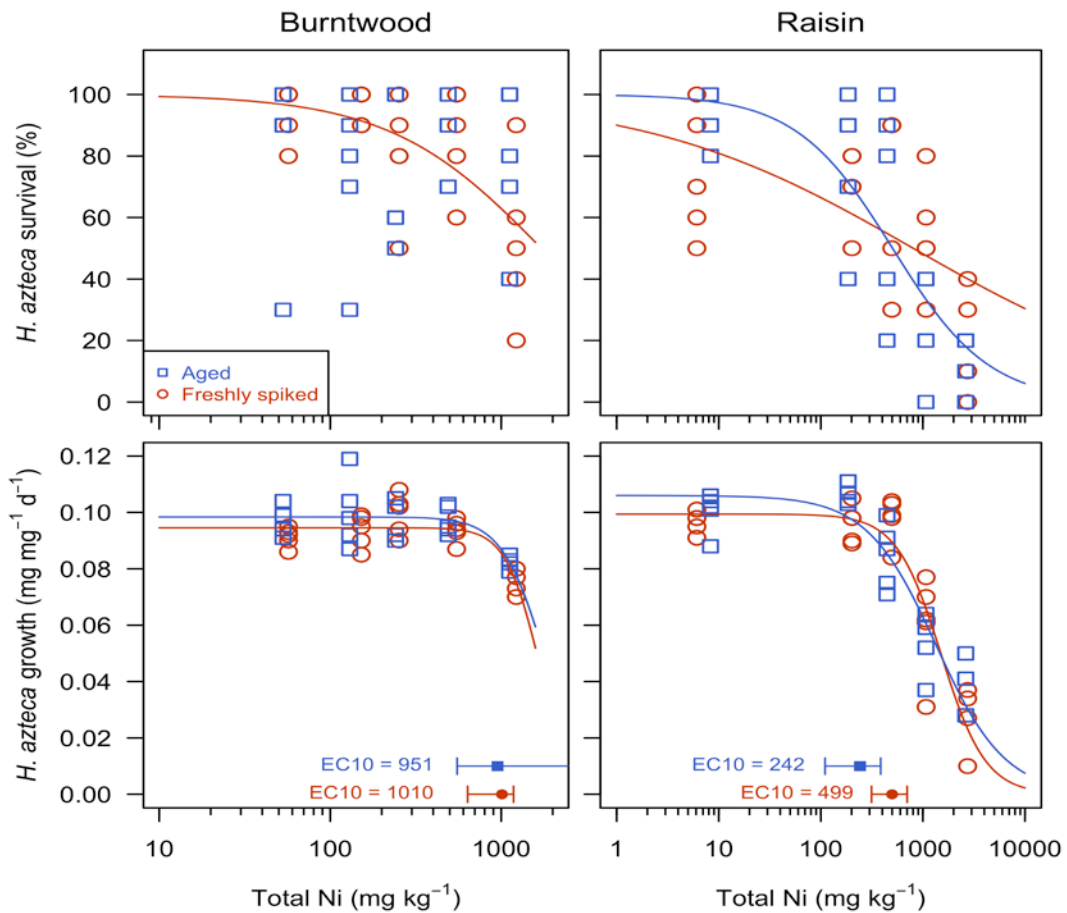 Burntwood
Raisin
H. azteca survival (%)
100
80
60
40
20
0
Aged
Freshly spiked
H. azteca growth (mg mg⁻¹ d⁻¹)
0.12
0.10
0.08
0.06
0.04
0.02
0.00
EC10 = 951
EC10 = 1010
EC10 = 242
EC10 = 499
10 100 1000
1 10 100 1000 10000
Total Ni (mg kg⁻¹)
Total Ni (mg kg⁻¹)